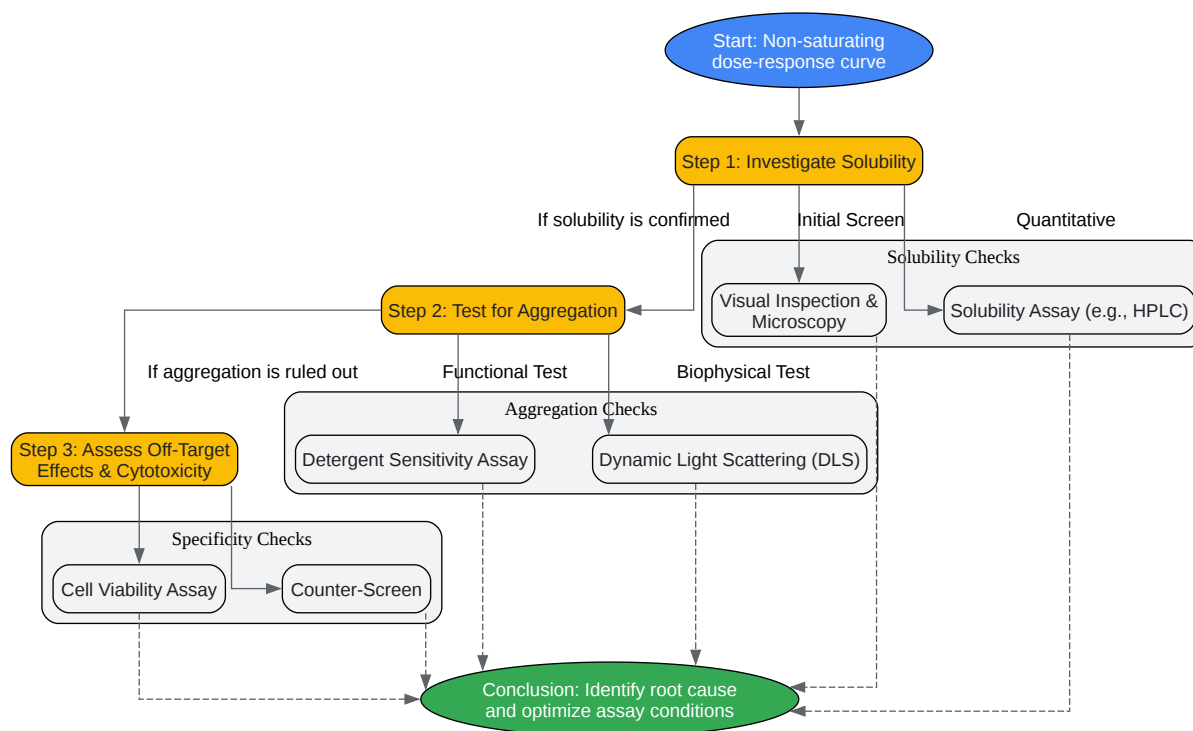 Start: Non-saturating
dose-response curve
Step 1: Investigate Solubility
If solubility is confirmed
Initial Screen
Quantitative
Solubility Checks
Visual Inspection &
Microscopy
Solubility Assay (e.g., HPLC)
Step 2: Test for Aggregation
If aggregation is ruled out
Functional Test
Biophysical Test
Aggregation Checks
Detergent Sensitivity Assay
Dynamic Light Scattering (DLS)
Step 3: Assess Off-Target
Effects & Cytotoxicity
Specificity Checks
Cell Viability Assay
Counter-Screen
Conclusion: Identify root cause
and optimize assay conditions